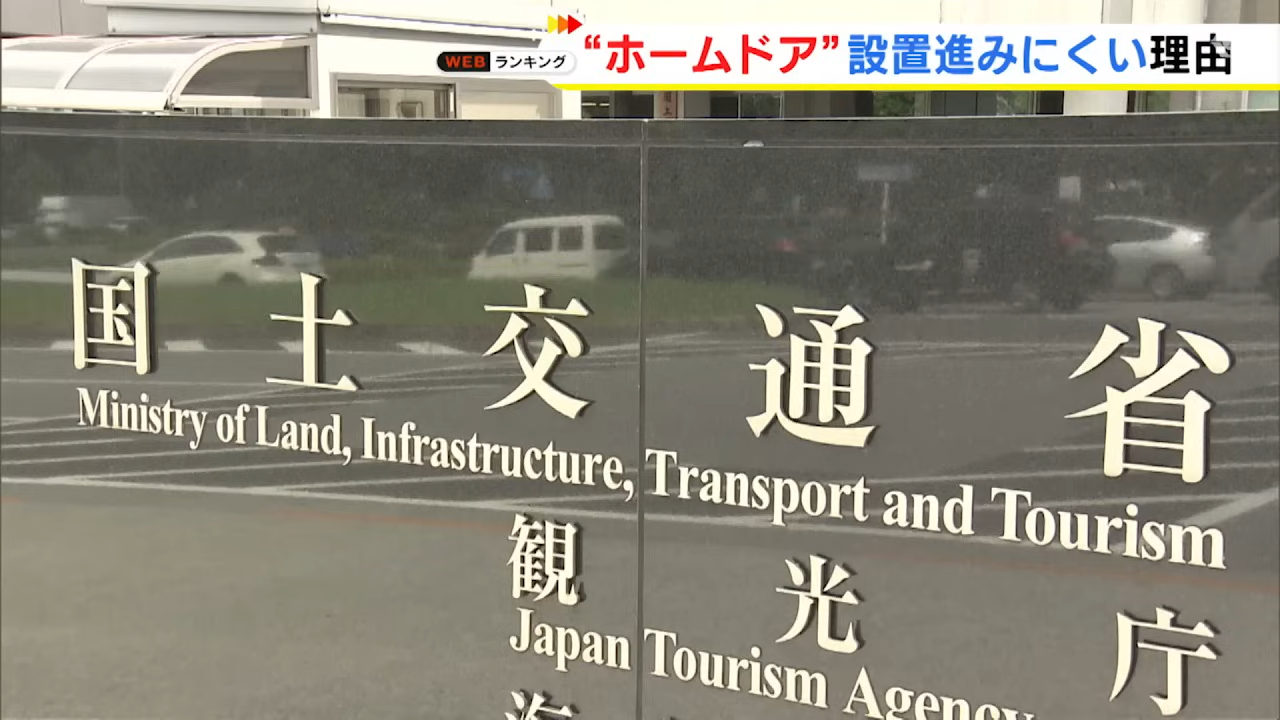 WEB ランキング
“ホームドア”設置進みにくい理由
国土交通省
Ministry of Land, Infrastructure, Transport and Tourism
観光庁
Japan Tourism Agency
海